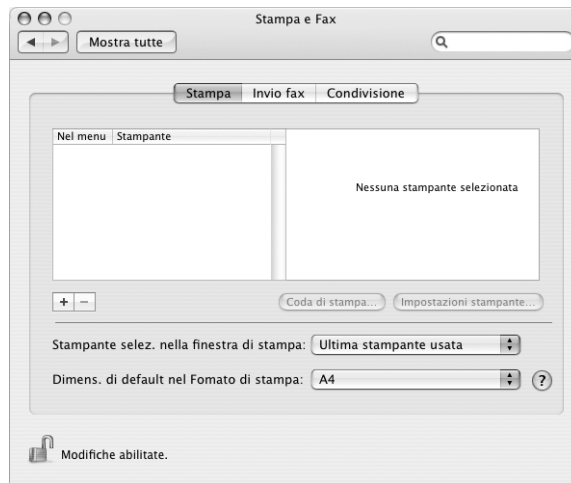 Stampa e Fax
Mostra tutte
Stampa Invio fax Condivisione
Nel menu Stampante
Nessuna stampante selezionata
+ −
Coda di stampa... Impostazioni stampante...
Stampante selez. nella finestra di stampa: Ultima stampante usata
Dimens. di default nel Fomato di stampa: A4 ?
Modifiche abilitate.